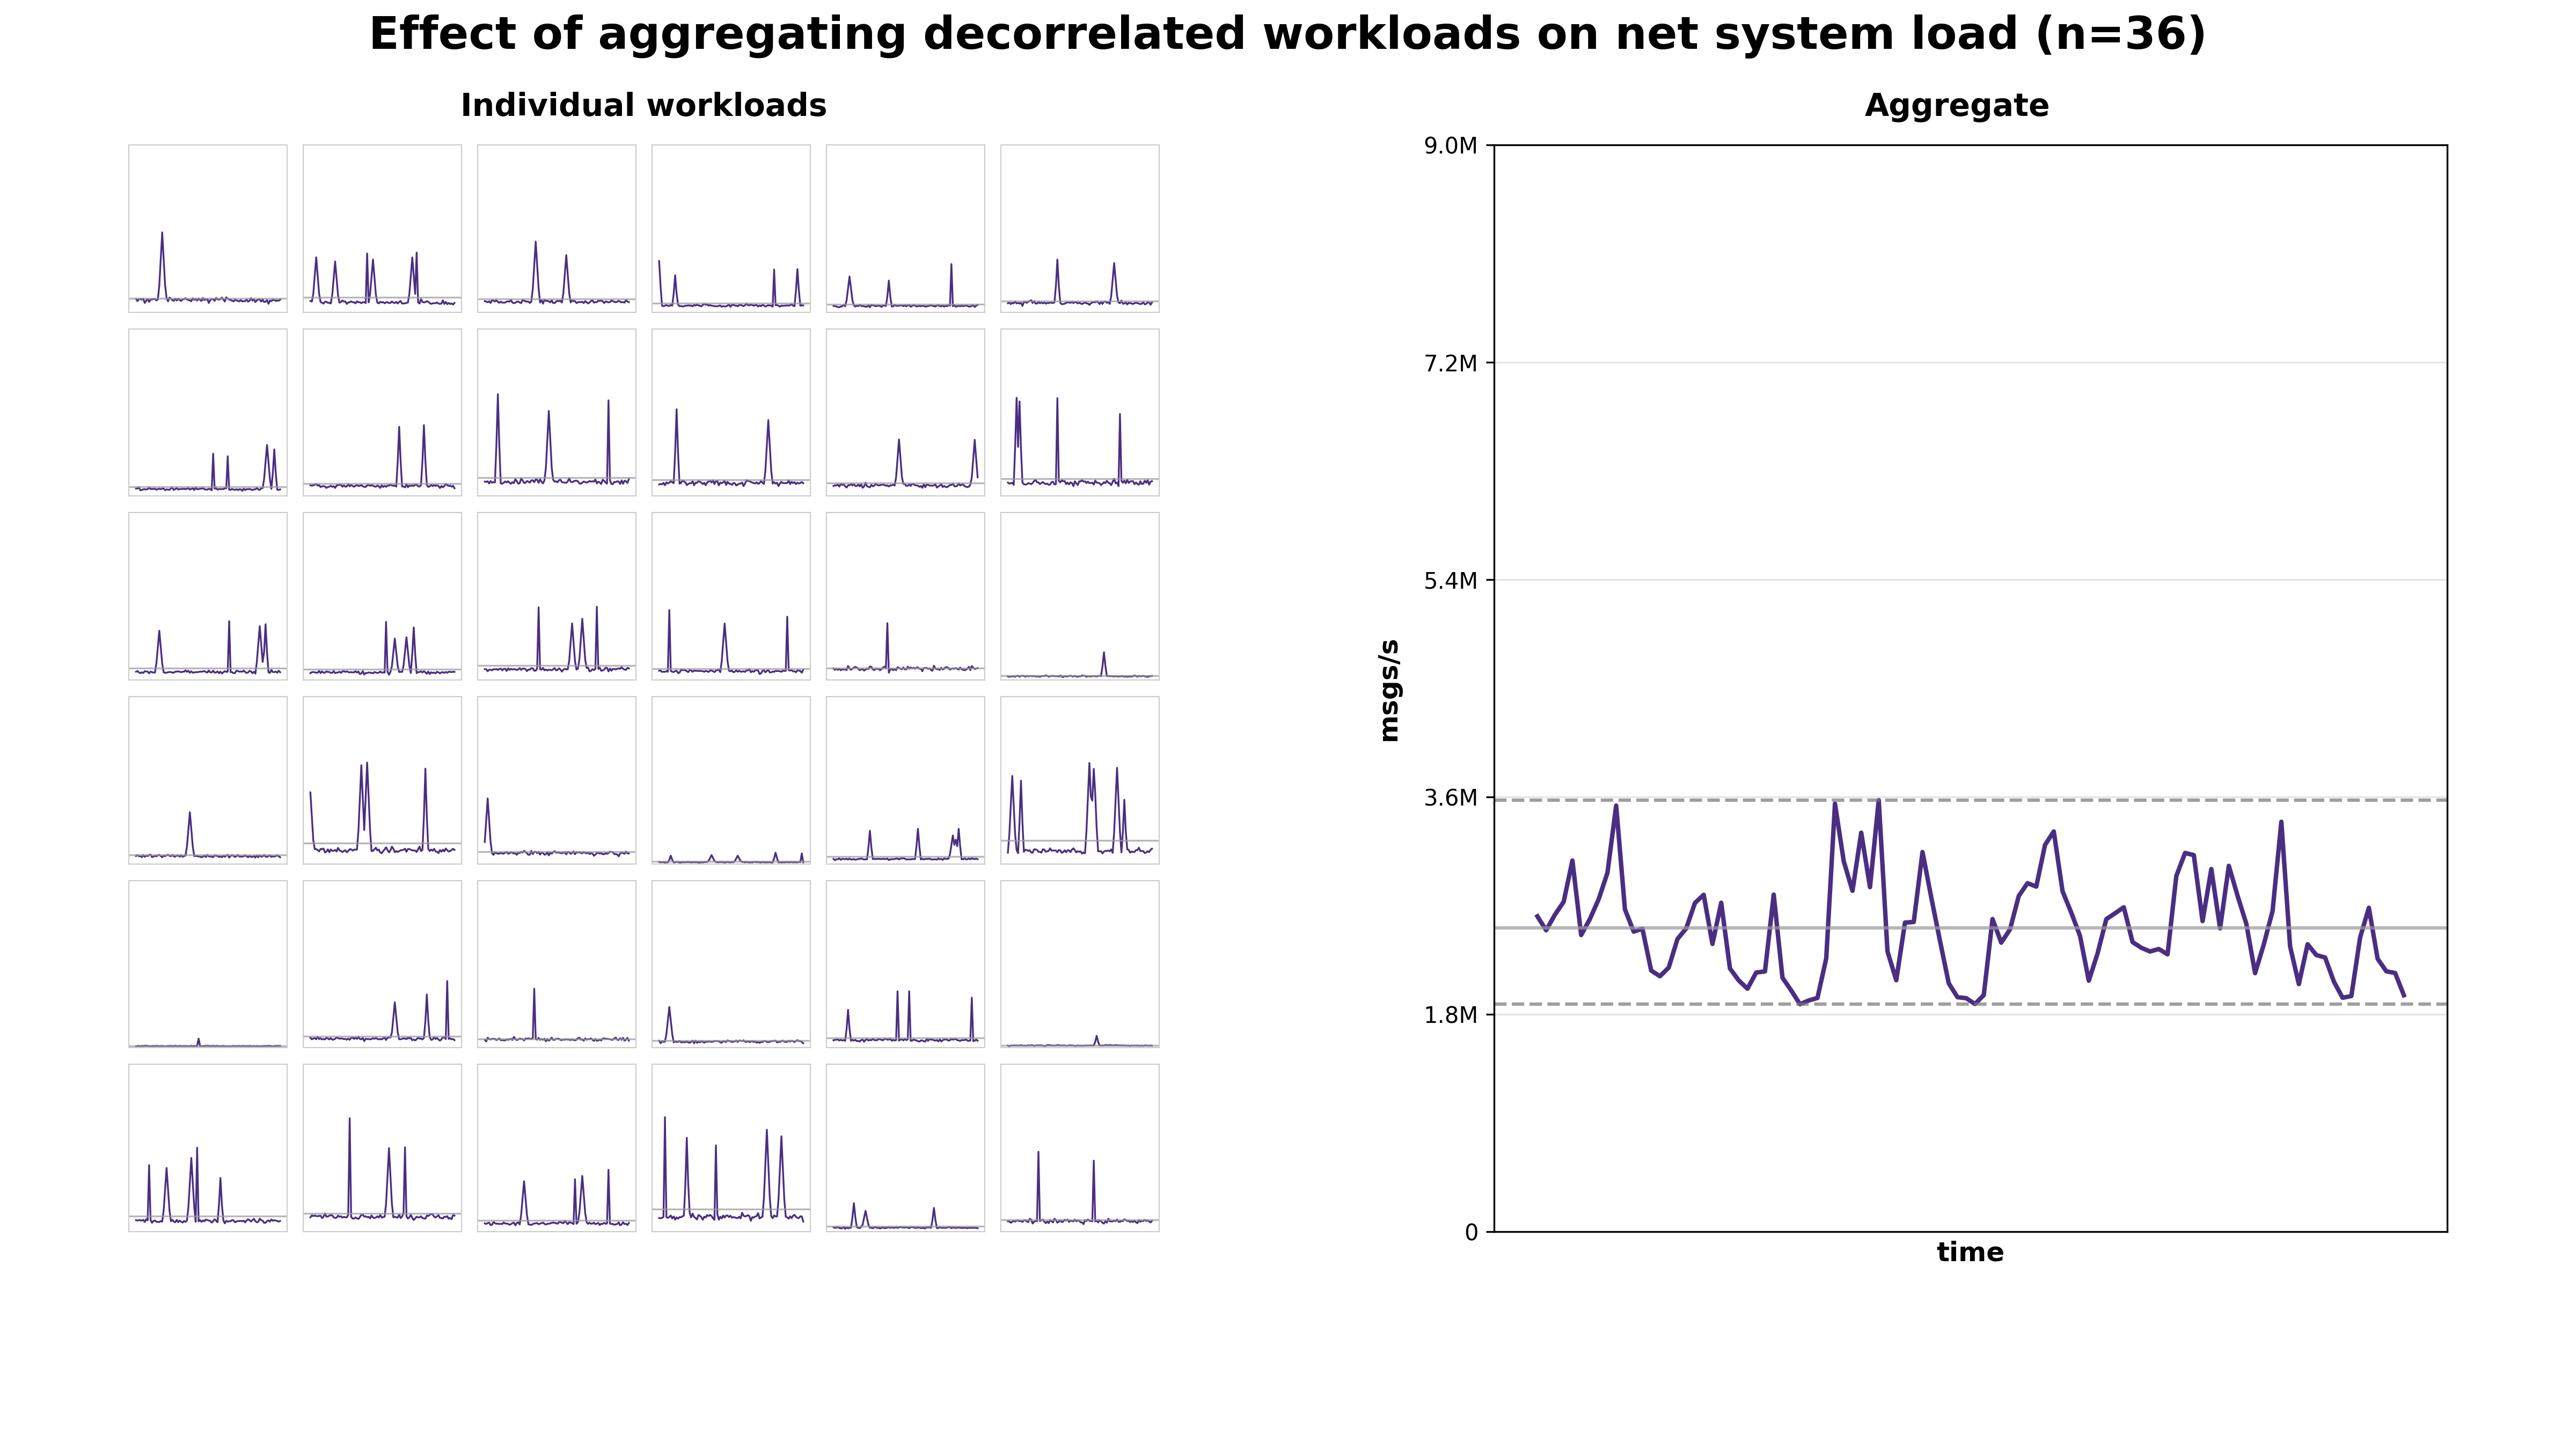 Effect of aggregating decorrelated workloads on net system load (n=36)
Individual workloads
Aggregate
9.0M
7.2M
5.4M
3.6M
1.8M
0
msgs/s
time